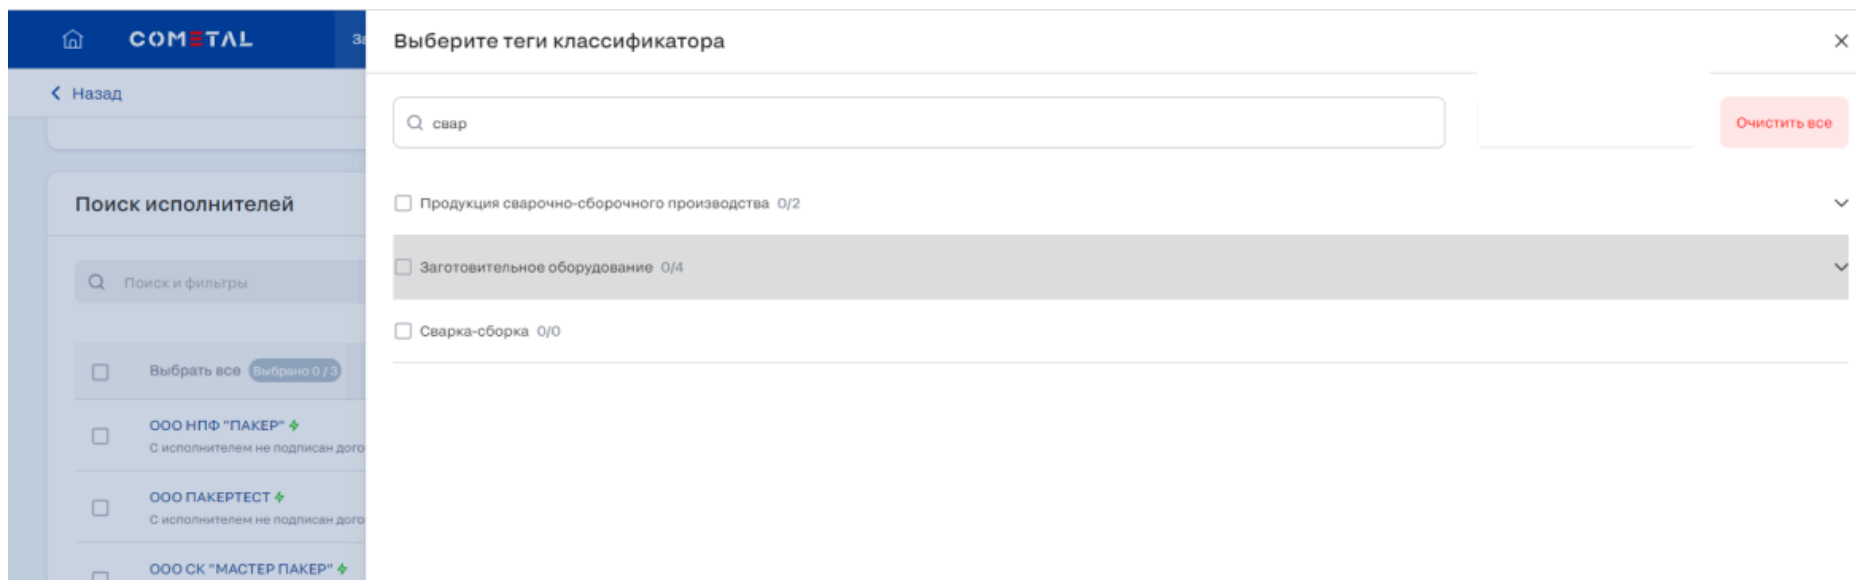 COMETAL
Назад
Поиск исполнителей
Поиск и фильтры
Выбрать все Выбрано 0 / 3
ООО НПФ "ПАКЕР"
С исполнителем не подписан дого
ООО ПАКЕРТЕСТ
С исполнителем не подписан дого
ООО СК "МАСТЕР ПАКЕР"
Выберите теги классификатора
свар
Очистить все
Продукция сварочно-сборочного производства 0/2
Заготовительное оборудование 0/4
Сварка-сборка 0/0